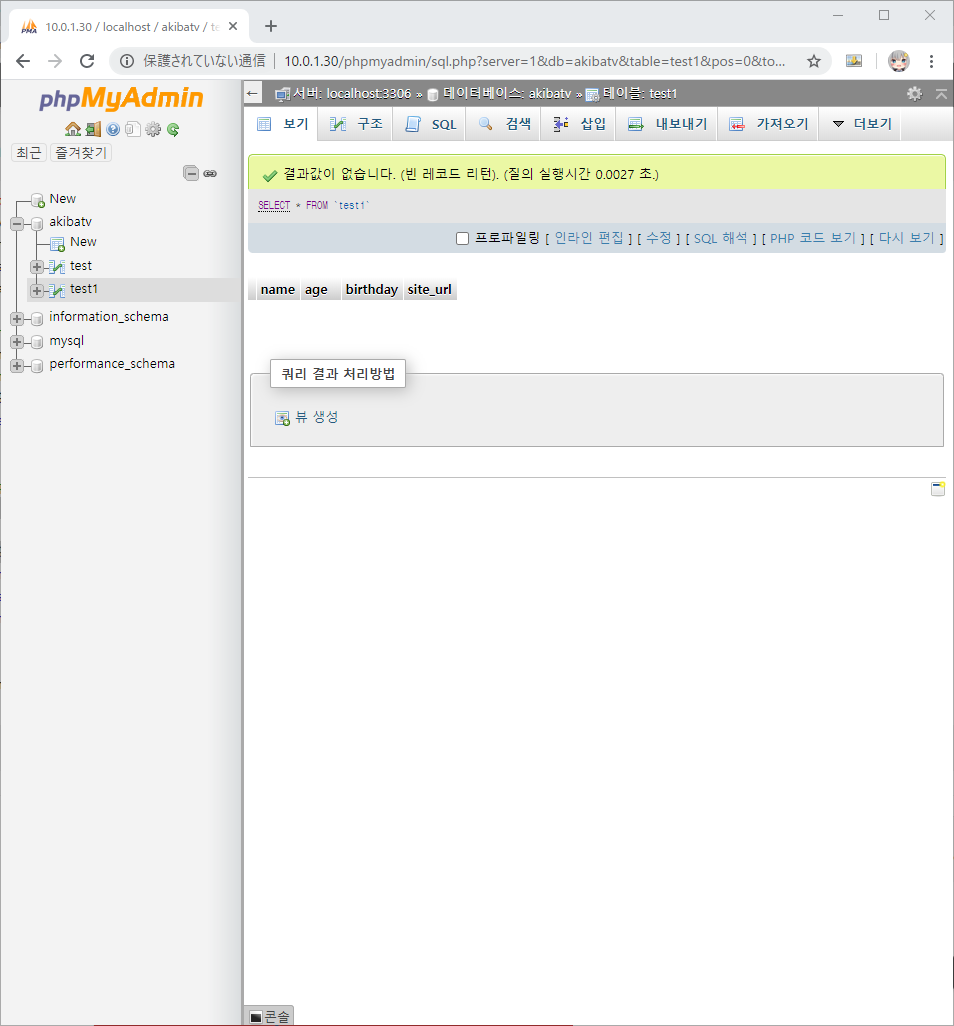 10.0.1.30 / localhost / akibatv / te
保護されていない通信 | 10.0.1.30/phpmyadmin/sql.php?server=1&db=akibatv&table=test1&pos=0&to...
phpMyAdmin
최근 즐겨찾기
New
akibatv
New
test
test1
information_schema
mysql
performance_schema
← 서버: localhost:3306 » 데이터베이스: akibatv » 테이블: test1
보기 구조 SQL 검색 삽입 내보내기 가져오기 더보기
결과값이 없습니다. (빈 레코드 리턴). (질의 실행시간 0.0027 초.)
SELECT * FROM `test1`
프로파일링 [ 인라인 편집 ] [ 수정 ] [ SQL 해석 ] [ PHP 코드 보기 ] [ 다시 보기 ]
name age birthday site_url
쿼리 결과 처리방법
뷰 생성
콘솔